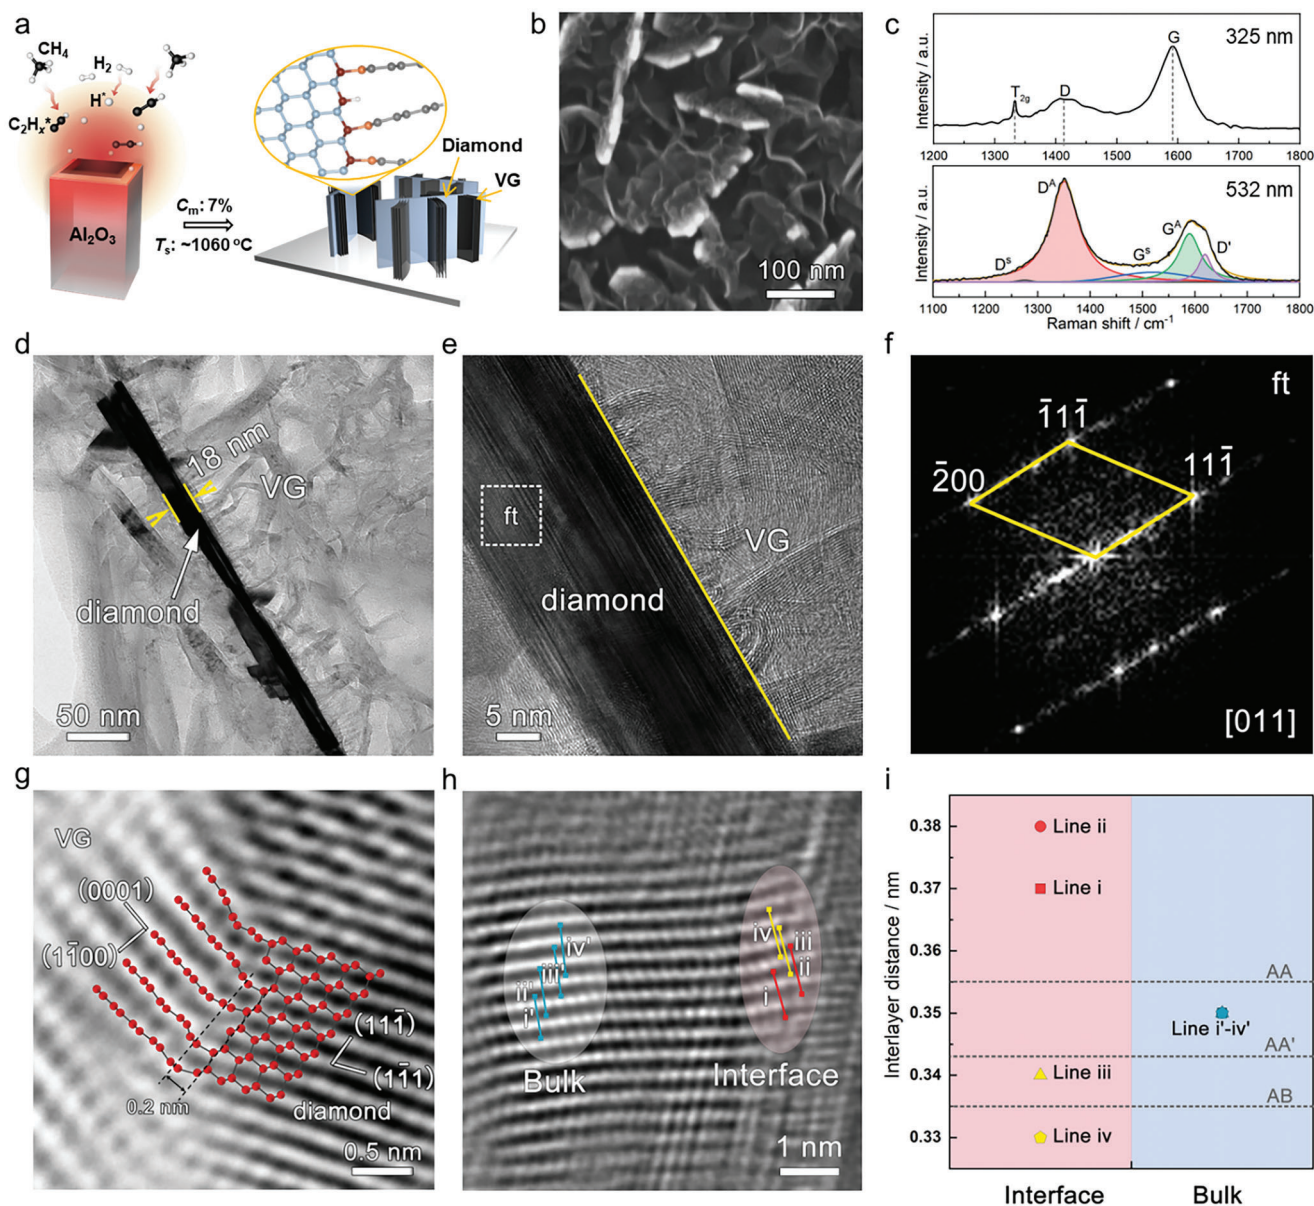 a
CH₄
H₂
H*
C₂Hₓ*
Al₂O₃
Cₘ: 7%
Tₛ: ~1060 °C
Diamond
VG
b
100 nm
c
Intensity / a.u.
325 nm
T₂g
D
G
1200 1300 1400 1500 1600 1700 1800
Intensity / a.u.
532 nm
Dˢ
Dᴬ
Gˢ
Gᴬ
D'
1100 1200 1300 1400 1500 1600 1700 1800
Raman shift / cm⁻¹
d
18 nm
VG
diamond
50 nm
e
ft
VG
diamond
5 nm
f
ft
1̄11̄
2̄00
111̄
[011]
g
VG
(0001)
(11̄00)
(111̄)
(11̄1)
0.2 nm
diamond
0.5 nm
h
iv'
iii'
ii'
i'
iv
iii
ii
i
Bulk
Interface
1 nm
i
Interlayer distance / nm
0.38
0.37
0.36
0.35
0.34
0.33
Line ii
Line i
AA
Line i'-iv'
AA'
Line iii
AB
Line iv
Interface
Bulk